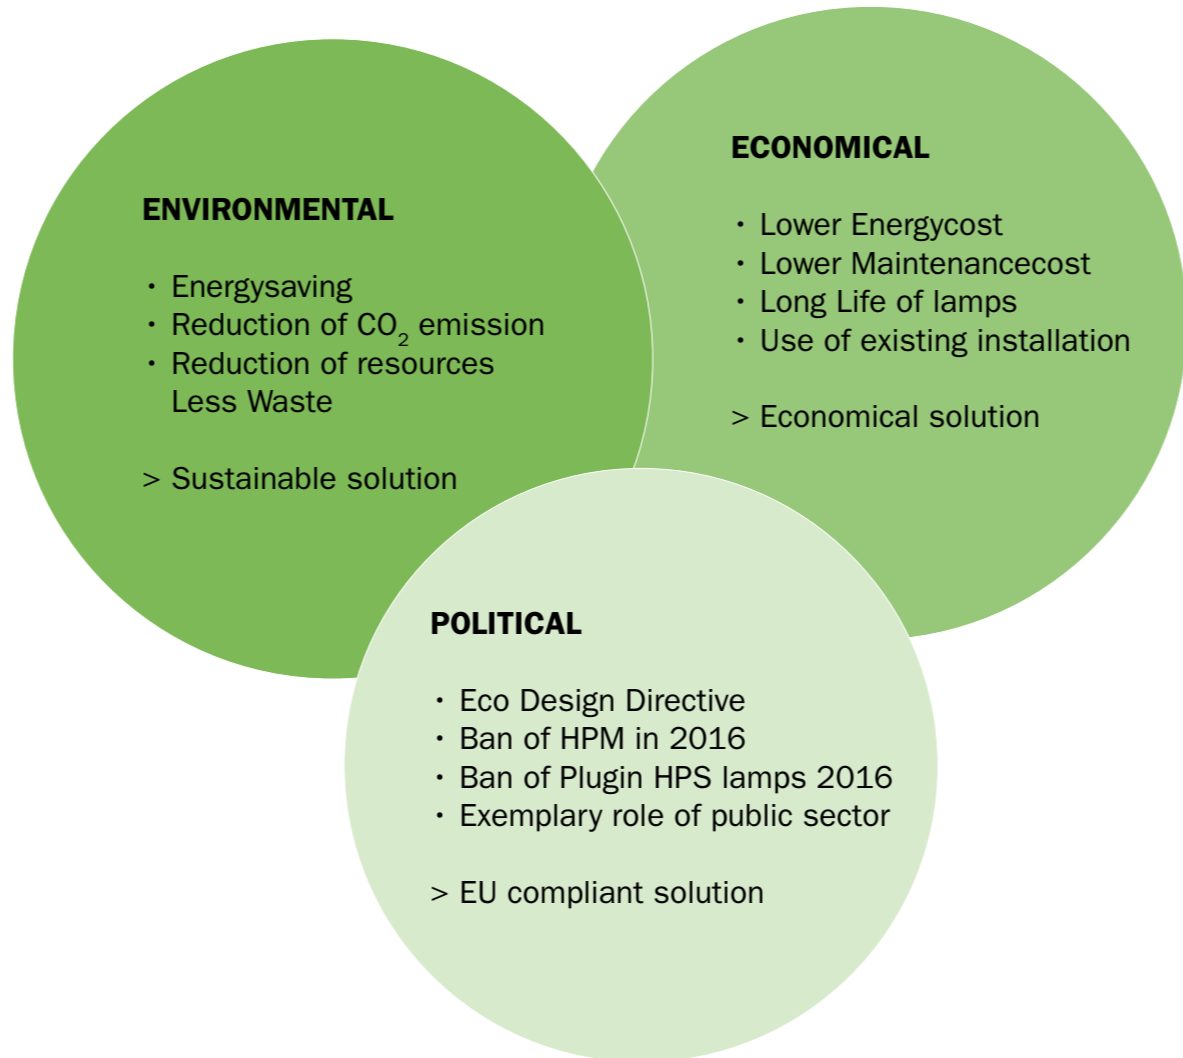 ENVIRONMENTAL
· Energysaving
· Reduction of CO₂ emission
· Reduction of resources
Less Waste
> Sustainable solution
ECONOMICAL
· Lower Energycost
· Lower Maintenancecost
· Long Life of lamps
· Use of existing installation
> Economical solution
POLITICAL
· Eco Design Directive
· Ban of HPM in 2016
· Ban of Plugin HPS lamps 2016
· Exemplary role of public sector
> EU compliant solution